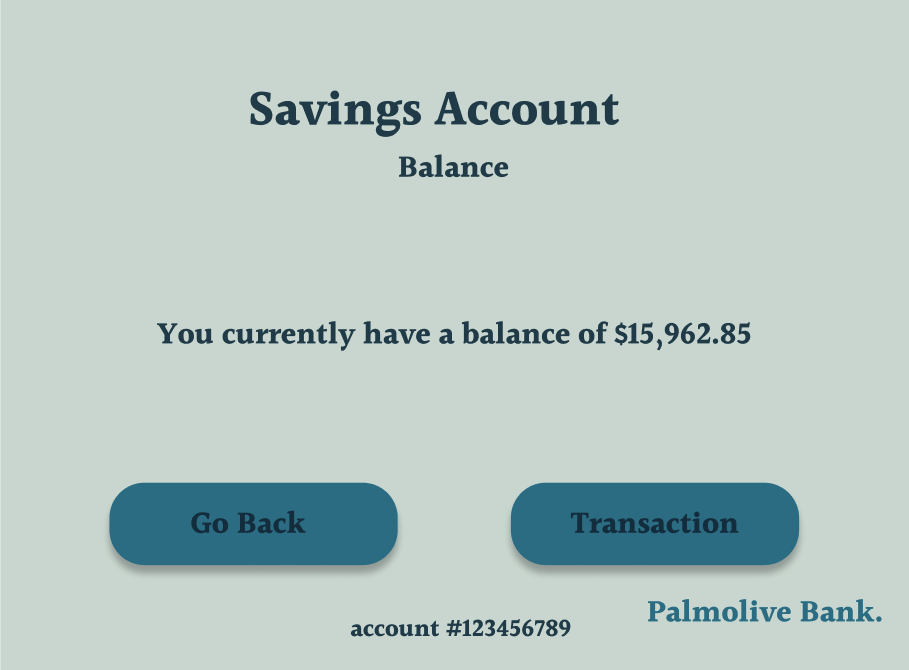 Savings Account
Balance
You currently have a balance of $15,962.85
Go Back
Transaction
Palmolive Bank.
account #123456789